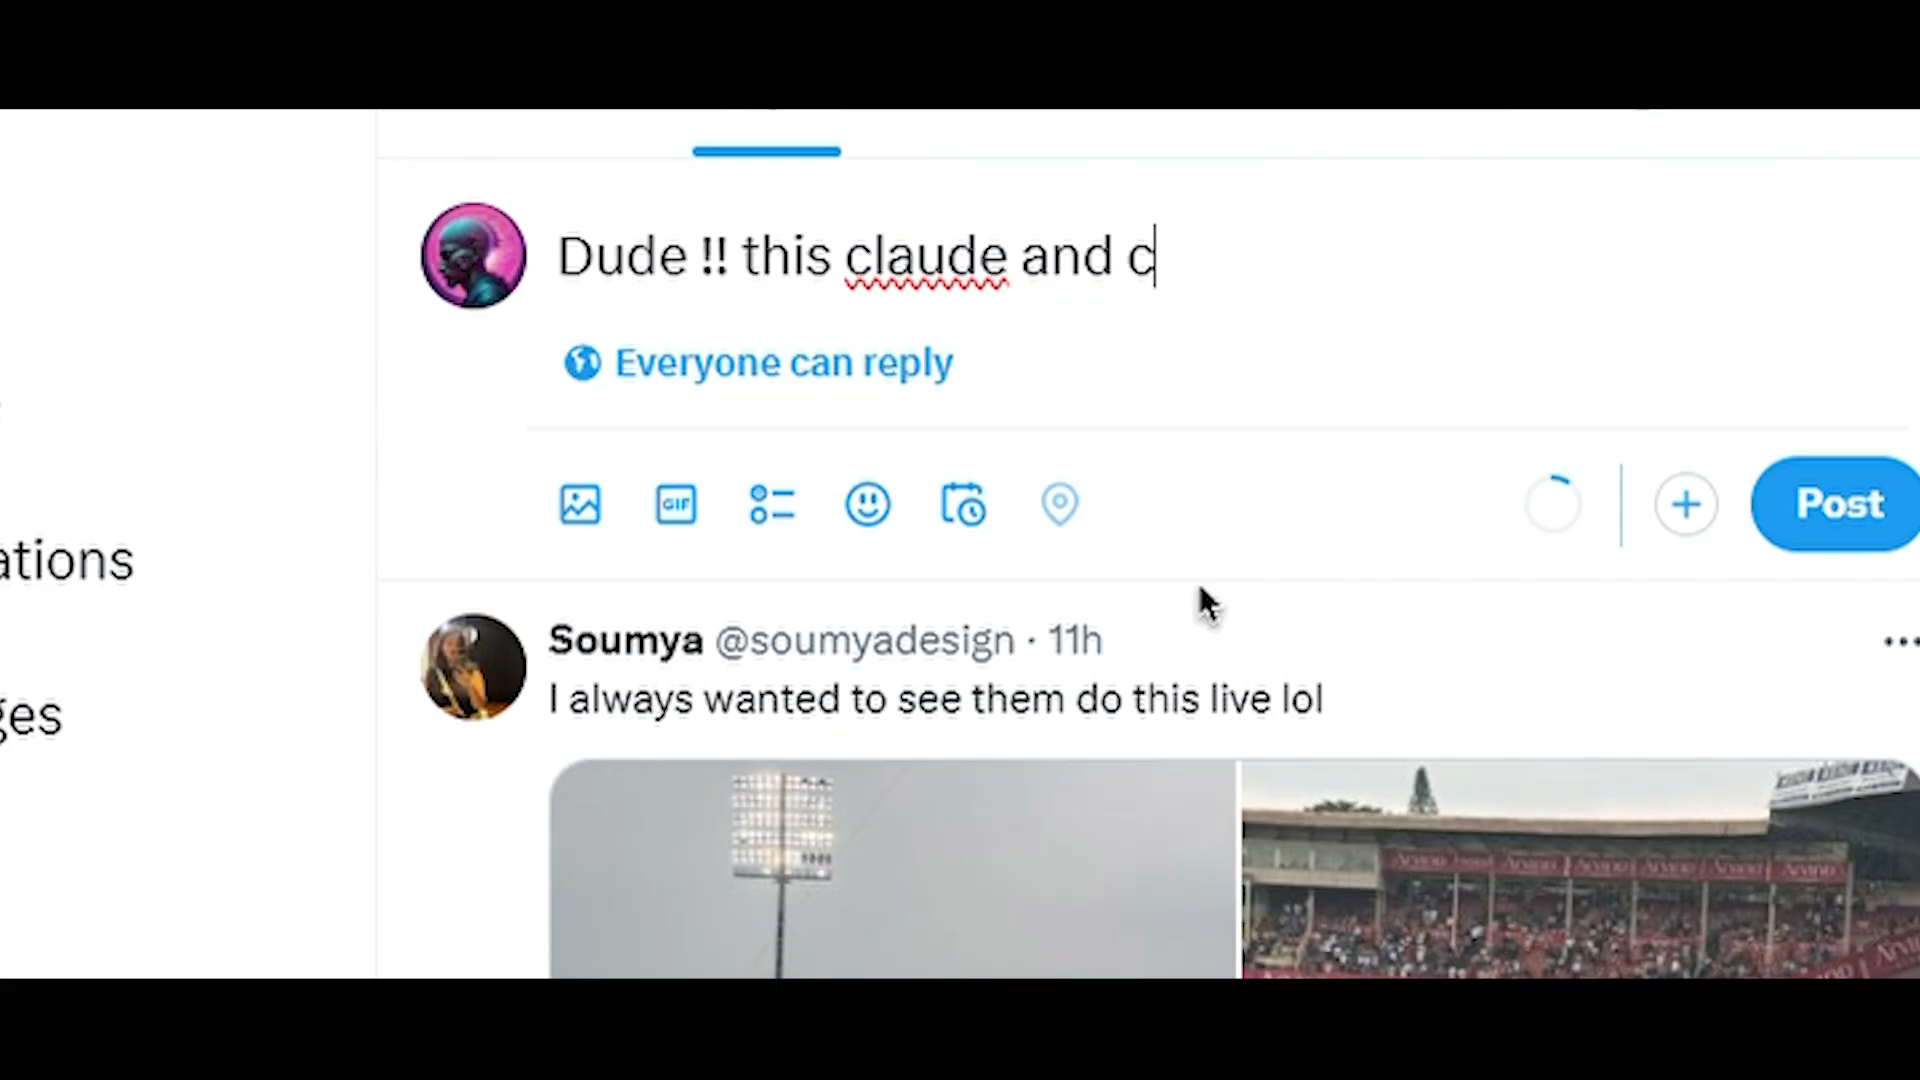 Dude !! this claude and c
Everyone can reply
GIF
Post
ations
Soumya @soumyadesign · 11h
I always wanted to see them do this live lol
ges